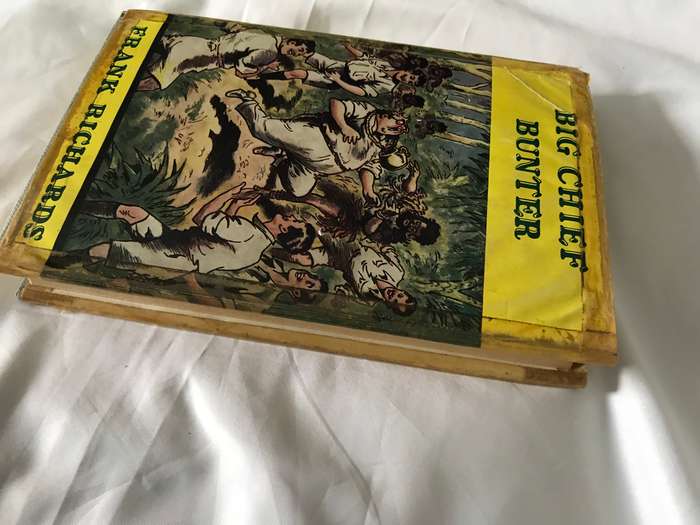 BIG CHIEF
BUNTER
FRANK RICHARDS